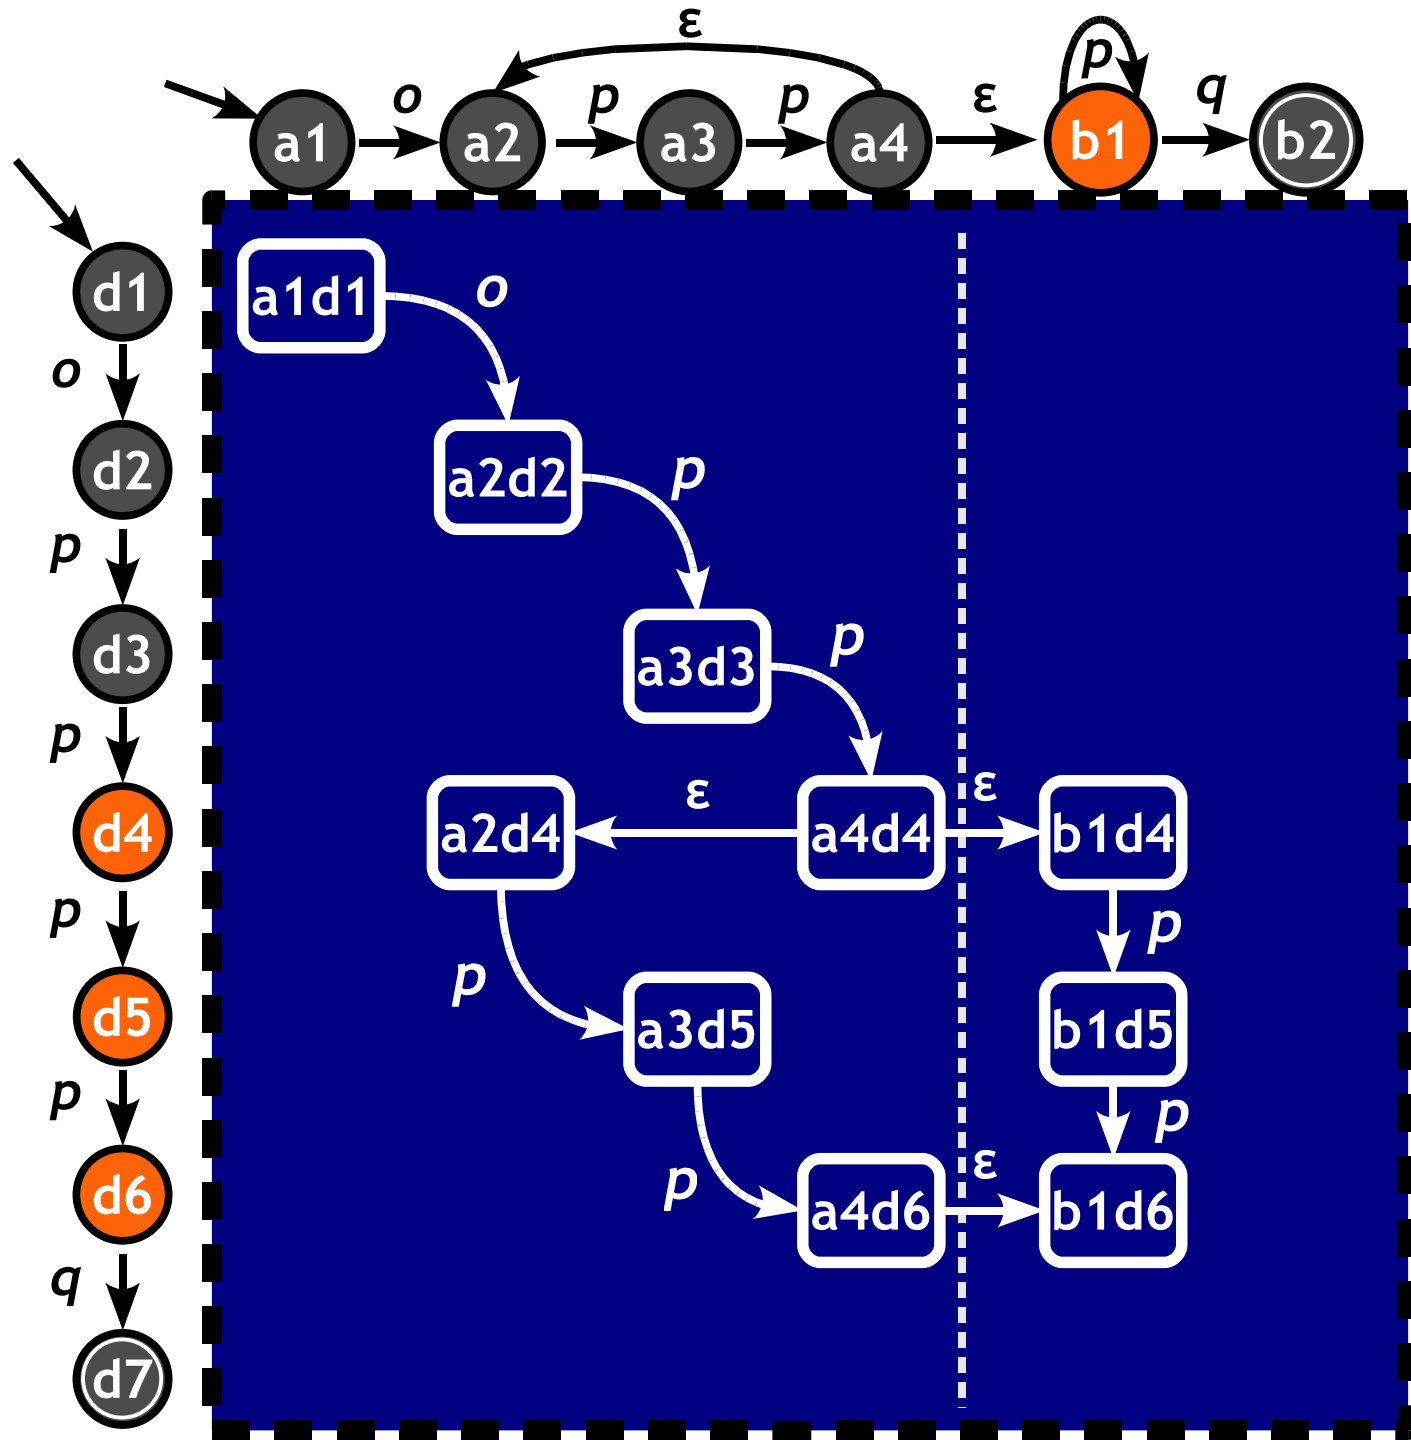 ε
o p p ε p q
a1 a2 a3 a4 b1 b2
d1
o
d2
p
d3
p
d4
p
d5
p
d6
q
d7
a1d1 o
a2d2 p
a3d3 p
a2d4 ε a4d4 ε b1d4
p p
a3d5 b1d5
p p
a4d6 ε b1d6